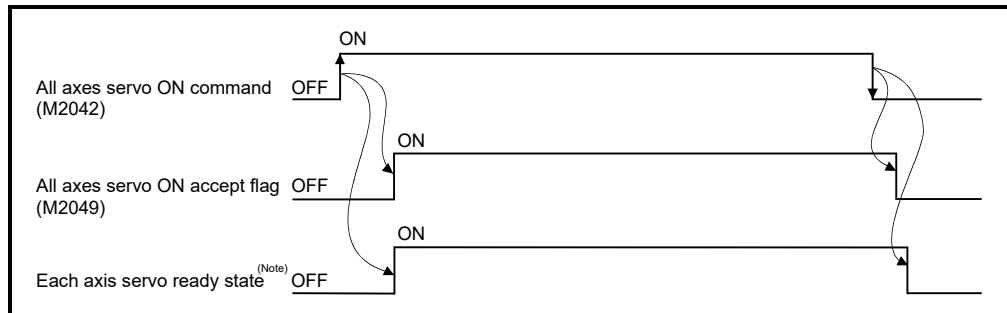 ON
All axes servo ON command OFF
(M2042)
ON
All axes servo ON accept flag OFF
(M2049)
ON
Each axis servo ready state(Note) OFF